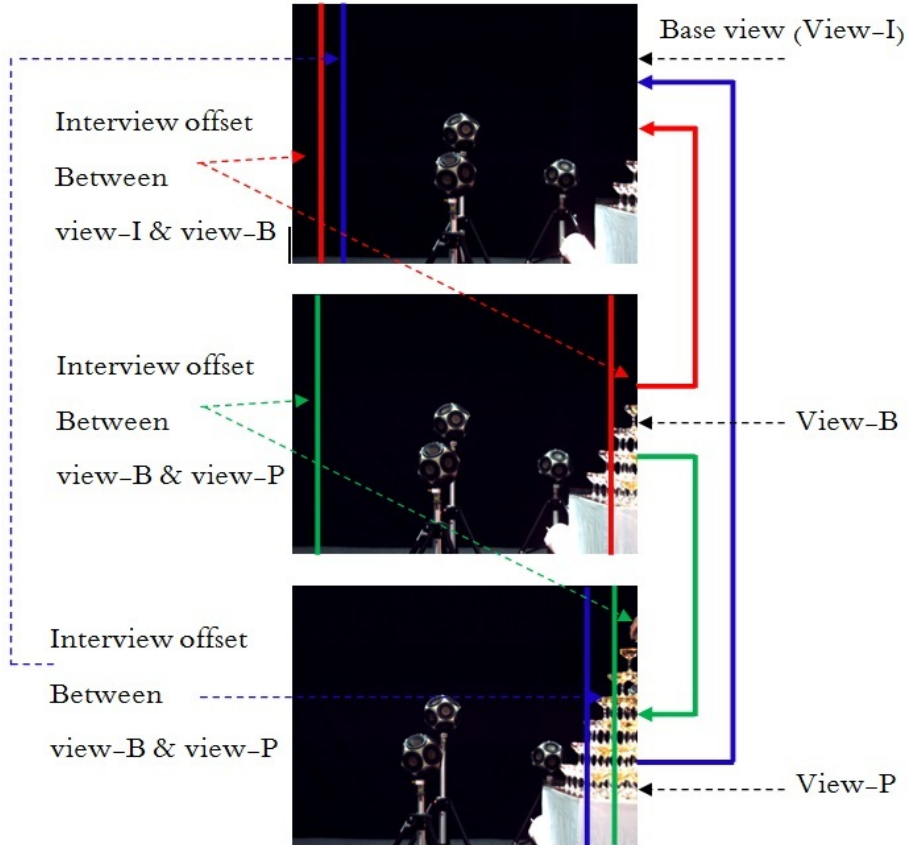 Base view (View-I)
Interview offset
Between
view-I & view-B
Interview offset
Between
view-B & view-P
View-B
Interview offset
Between
view-B & view-P
View-P